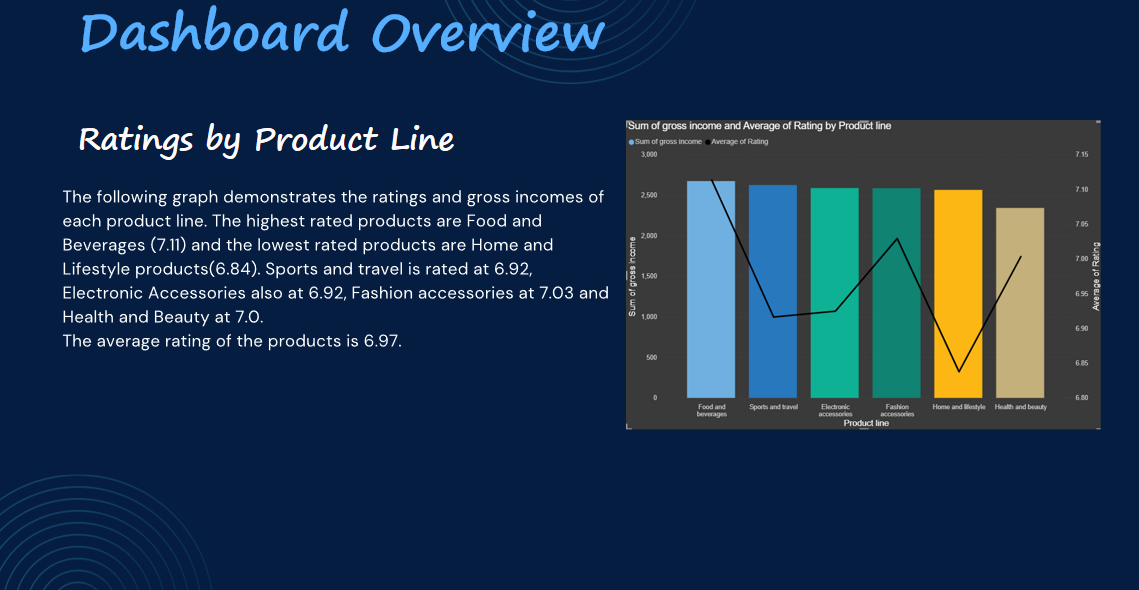 Dashboard Overview
Ratings by Product Line
The following graph demonstrates the ratings and gross incomes of
each product line. The highest rated products are Food and
Beverages (7.11) and the lowest rated products are Home and
Lifestyle products(6.84). Sports and travel is rated at 6.92,
Electronic Accessories also at 6.92, Fashion accessories at 7.03 and
Health and Beauty at 7.0.
The average rating of the products is 6.97.
Sum of gross income and Average of Rating by Product line
Sum of gross income Average of Rating
3,000
2,500
2,000
1,500
1,000
500
0
Sum of gross income
7.15
7.10
7.05
7.00
6.95
6.90
6.85
6.80
Average of Rating
Food and
beverages
Sports and travel
Electronic
accessories
Fashion
accessories
Home and lifestyle
Health and beauty
Product line